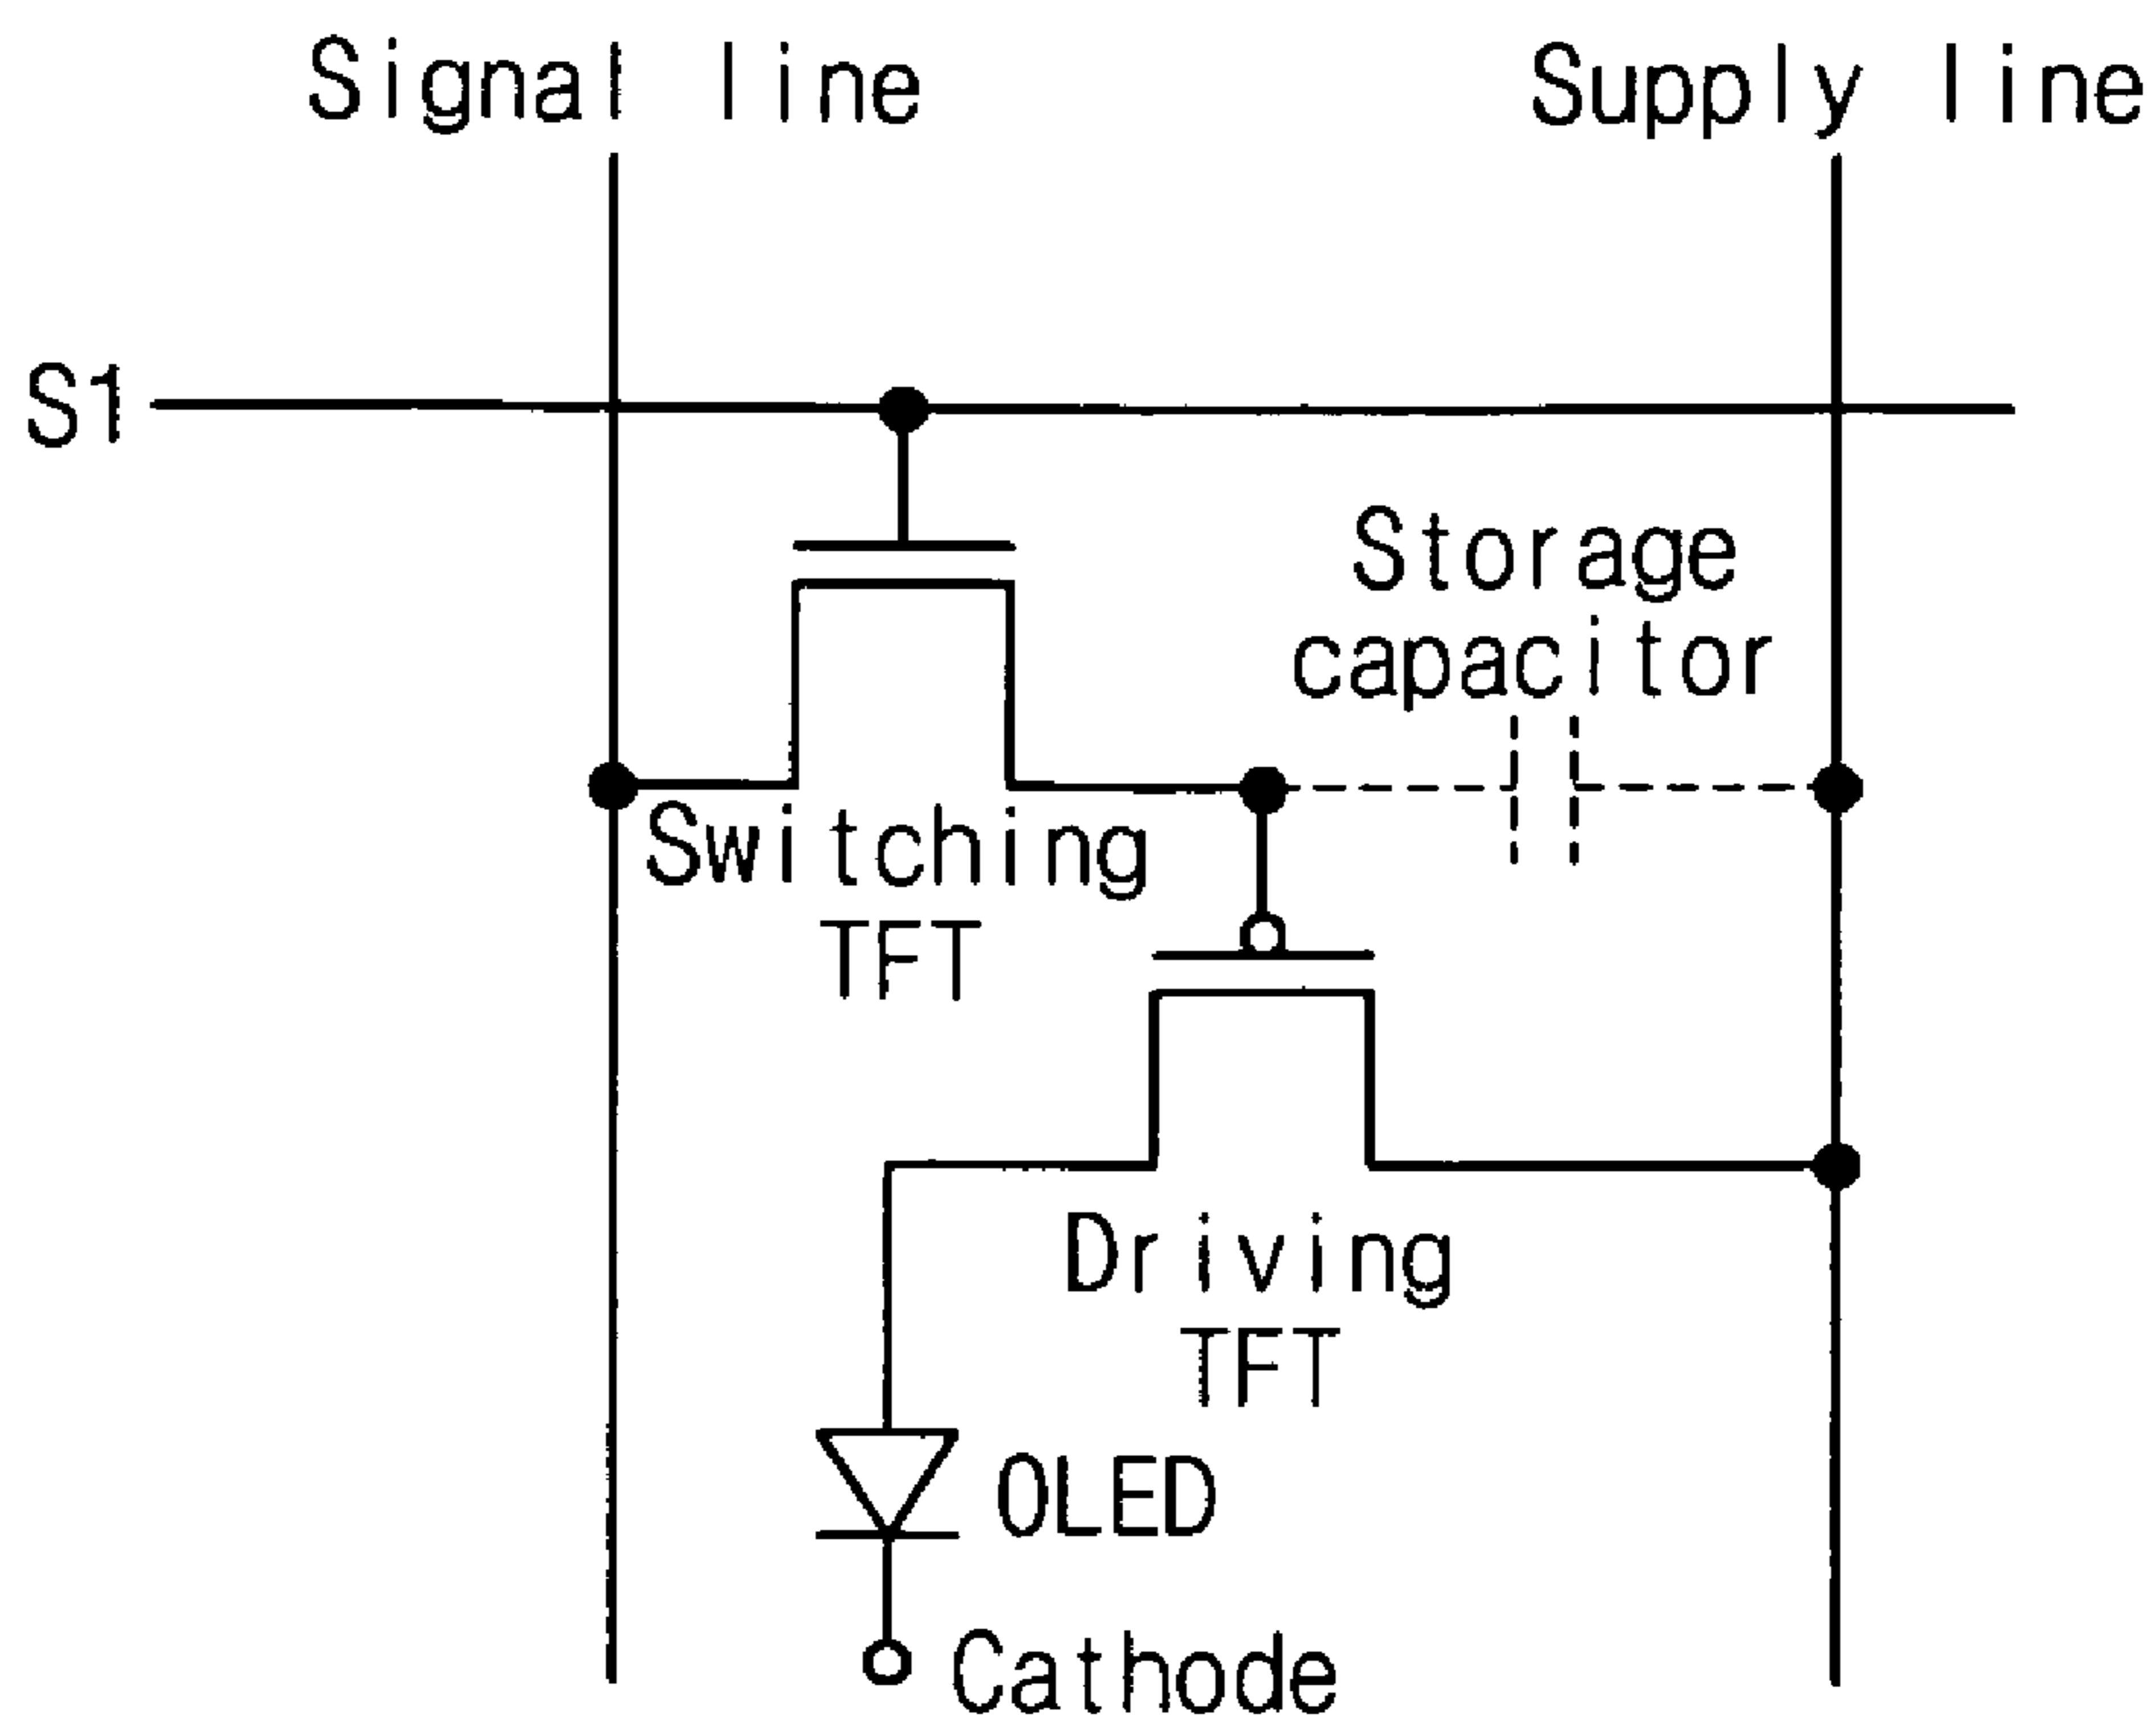 Signal line
Supply line
S1
Storage
capacitor
Switching
TFT
Driving
TFT
OLED
Cathode